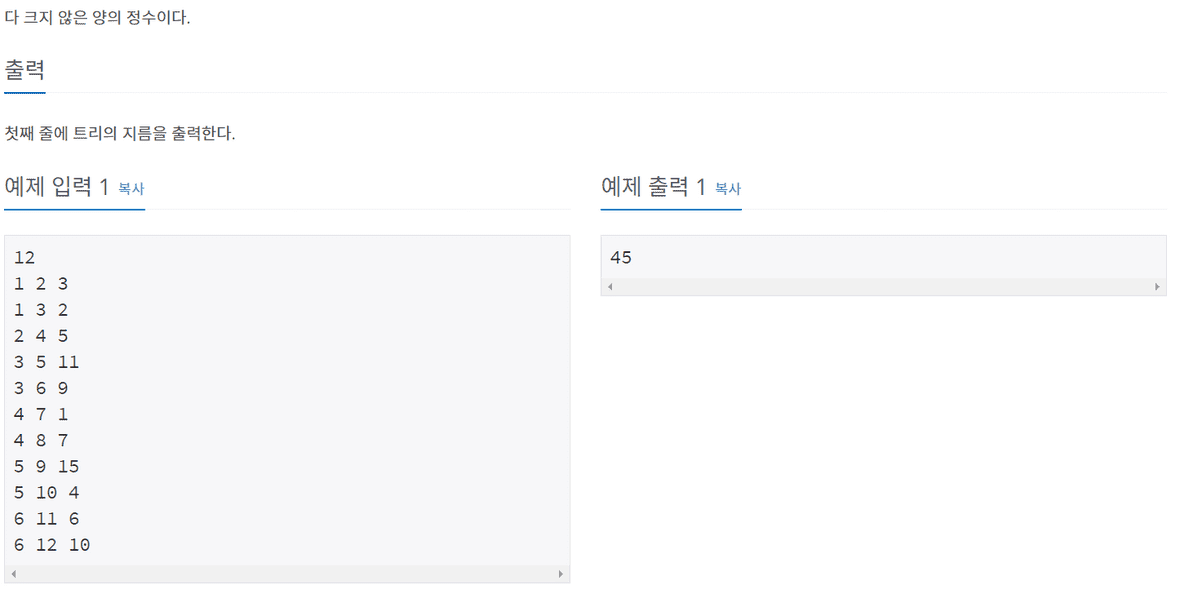 다 크지 않은 양의 정수이다.
출력
첫째 줄에 트리의 지름을 출력한다.
예제 입력 1 복사
12
1 2 3
1 3 2
2 4 5
3 5 11
3 6 9
4 7 1
4 8 7
5 9 15
5 10 4
6 11 6
6 12 10
예제 출력 1 복사
45